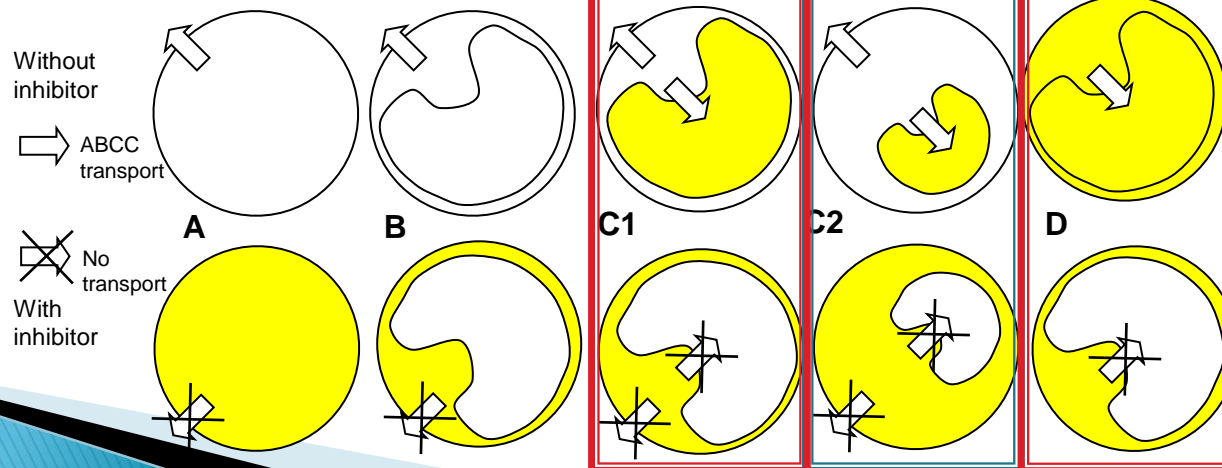 Without
inhibitor
ABCC
transport
A
B
C1
C2
D
No
transport
With
inhibitor